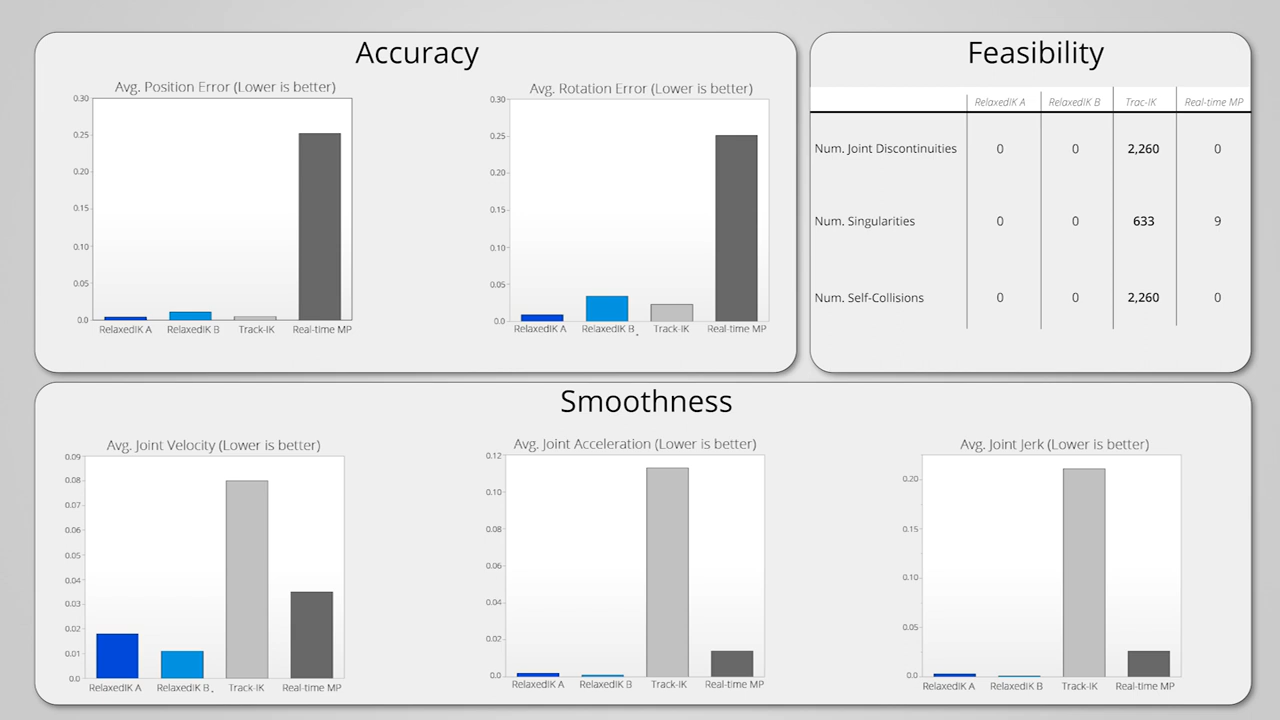 Accuracy
Avg. Position Error (Lower is better)
0.30
0.25
0.20
0.15
0.10
0.05
0.0
RelaxedIK A RelaxedIK B Track-IK Real-time MP
Avg. Rotation Error (Lower is better)
0.30
0.25
0.20
0.15
0.10
0.05
0.0
RelaxedIK A RelaxedIK B Track-IK Real-time MP
Feasibility
RelaxedIK A RelaxedIK B Trac-IK Real-time MP
Num. Joint Discontinuities 0 0 2,260 0
Num. Singularities 0 0 633 9
Num. Self-Collisions 0 0 2,260 0
Smoothness
Avg. Joint Velocity (Lower is better)
0.09
0.08
0.07
0.06
0.05
0.04
0.03
0.02
0.01
0.0
RelaxedIK A RelaxedIK B Track-IK Real-time MP
Avg. Joint Acceleration (Lower is better)
0.12
0.10
0.08
0.06
0.04
0.02
0.0
RelaxedIK A RelaxedIK B Track-IK Real-time MP
Avg. Joint Jerk (Lower is better)
0.20
0.15
0.10
0.05
0.0
RelaxedIK A RelaxedIK B Track-IK Real-time MP